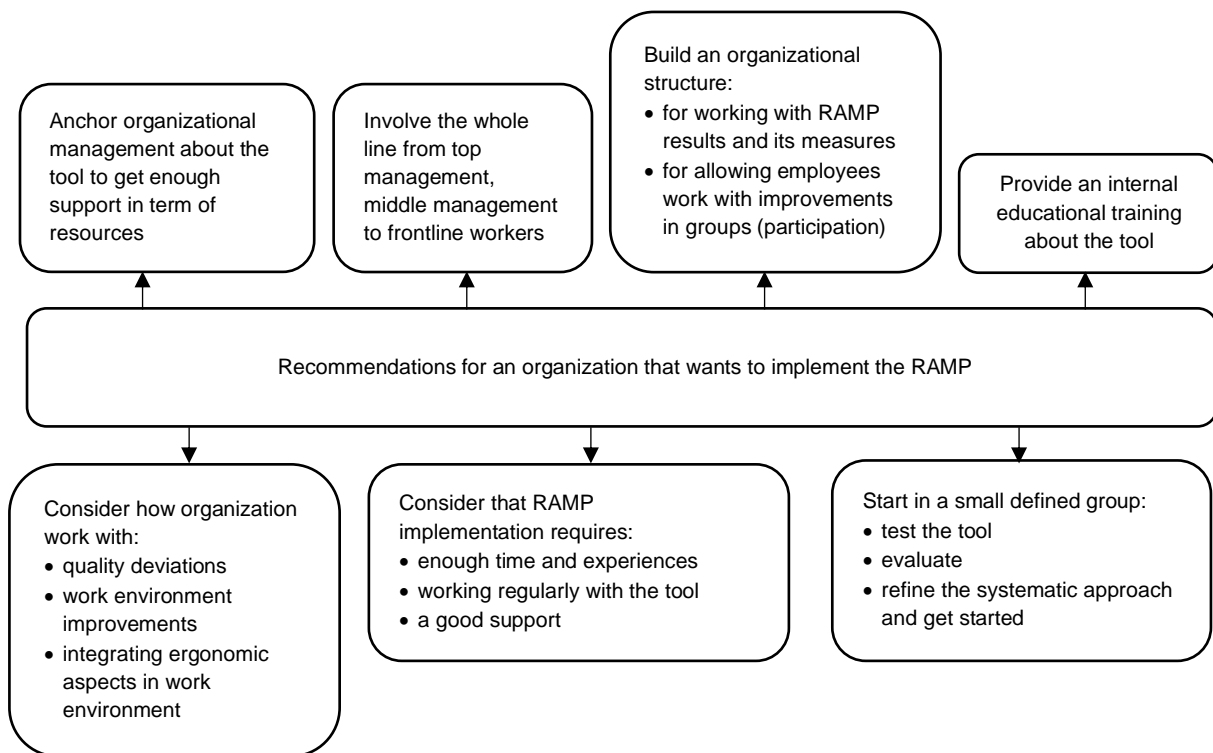 Anchor organizational
management about the
tool to get enough
support in term of
resources
Involve the whole
line from top
management,
middle management
to frontline workers
Build an organizational
structure:
• for working with RAMP
results and its measures
• for allowing employees
work with improvements
in groups (participation)
Provide an internal
educational training
about the tool
Recommendations for an organization that wants to implement the RAMP
Consider how organization
work with:
• quality deviations
• work environment
improvements
• integrating ergonomic
aspects in work
environment
Consider that RAMP
implementation requires:
• enough time and experiences
• working regularly with the tool
• a good support
Start in a small defined group:
• test the tool
• evaluate
• refine the systematic approach
and get started